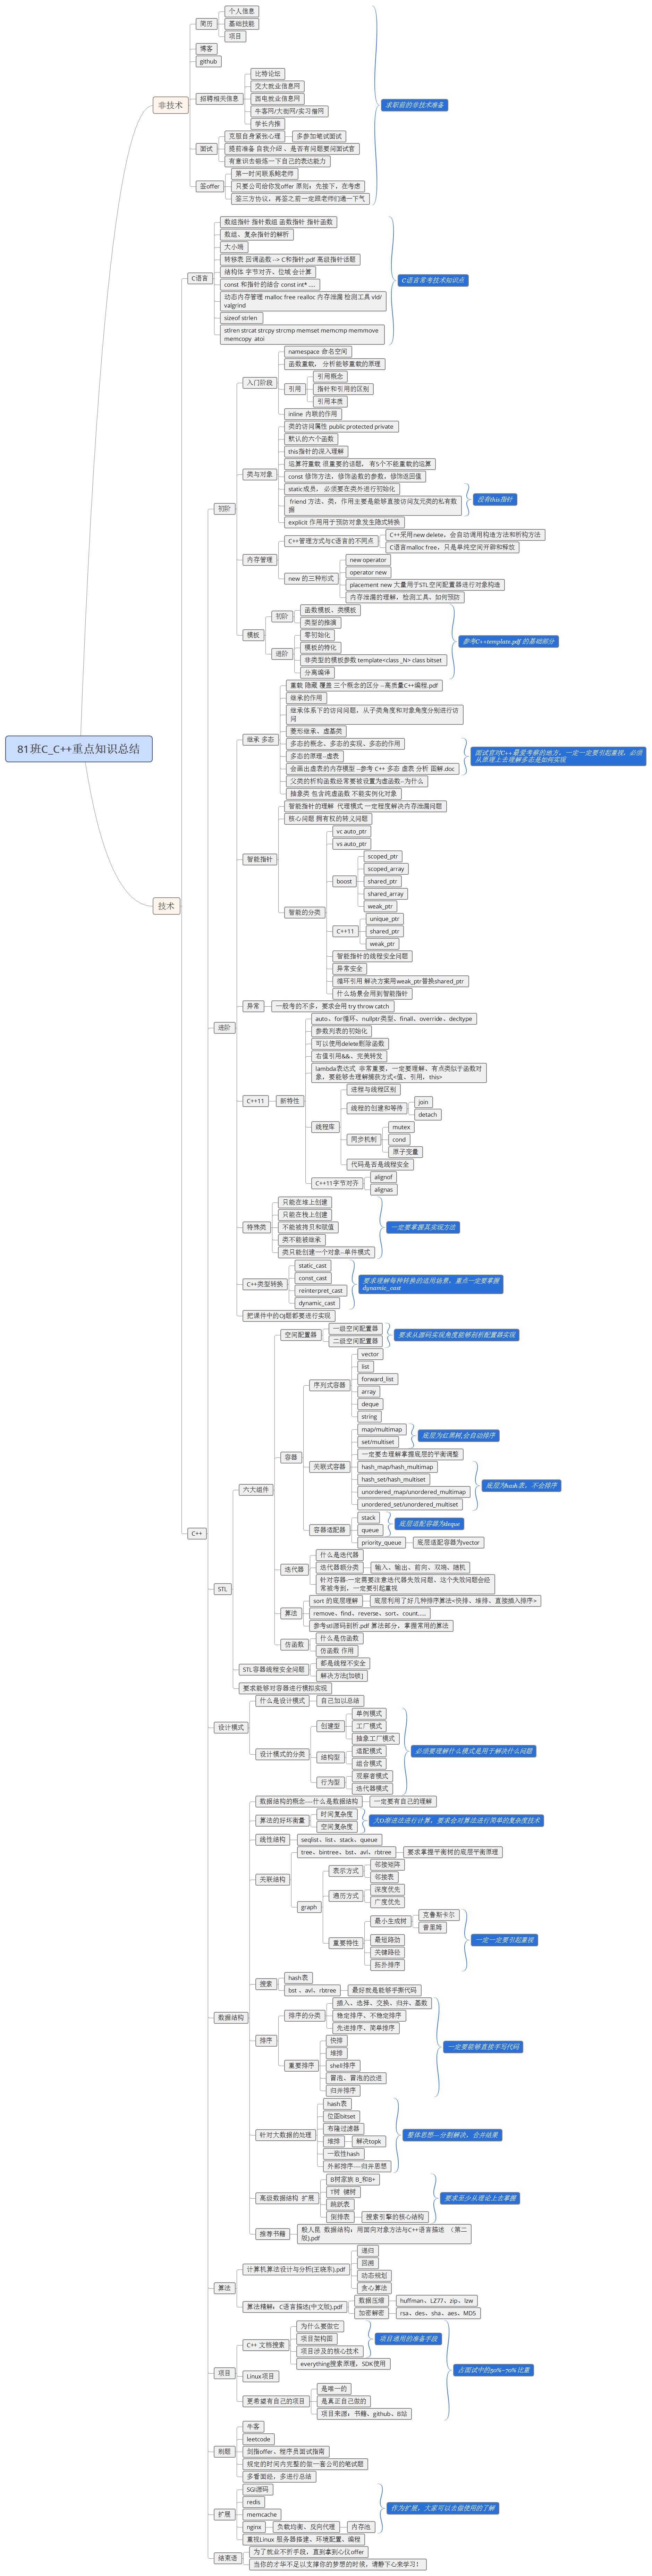 81班C_C++重点知识总结
非技术
简历
个人信息
基础技能
项目
博客
github
招聘相关信息
比特论坛
交大就业信息网
西电就业信息网
牛客网/大街网/实习僧网
学长内推
面试
克服自身紧张心理
多参加笔试面试
提前准备 自我介绍 、是否有问题要问面试官
有意识去锻炼一下自己的表达能力
签offer
第一时间联系鲍老师
只要公司给你发offer 原则：先接下，在考虑
签三方协议，再签之前一定跟老师们通一下气
求职前的非技术准备
技术
C语言
数组指针 指针数组 函数指针 指针函数
数组、复杂指针的解析
大小端
转移表 回调函数 --> C和指针.pdf 高级指针话题
结构体 字节对齐、位域 会计算
const 和指针的结合 const int*.....
动态内存管理 malloc free realloc 内存泄漏 检测工具 vld/
valgrind
sizeof strlen
stlren strcat strcpy strcmp memset memcmp memmove
memcopy atoi
C语言常考技术知识点
C++
初阶
入门阶段
namespace 命名空间
函数重载， 分析能够重载的原理
引用
引用概念
指针和引用的区别
引用本质
inline 内联的作用
类与对象
类的访问属性 public protected private
默认的六个函数
this指针的深入理解
运算符重载 很重要的话题， 有5个不能重载的运算
const 修饰方法，修饰函数的参数，修饰返回值
static成员， 必须要在类外进行初始化
friend 方法、类，作用主要是能够直接访问友元类的私有数
据
没有this指针
explicit 作用用于预防对象发生隐式转换
内存管理
C++管理方式与C语言的不同点
C++采用new delete，会自动调用构造方法和析构方法
C语言malloc free，只是单纯空间开辟和释放
new 的三种形式
new operator
operator new
placement new 大量用于STL空间配置器进行对象构造
内存泄漏的理解，检测工具、如何预防
模板
初阶
函数模板、类模板
类型的推演
进阶
零初始化
模板的特化
非类型的模板参数 template<class _N> class bitset
分离编译
参考C++template.pdf 的基础部分
进阶
继承 多态
重载 隐藏 覆盖 三个概念的区分 --高质量C++编程.pdf
继承的作用
继承体系下的访问问题，从子类角度和对象角度分别进行访
问
菱形继承、虚基类
多态的概念、多态的实现、多态的作用
多态的原理--虚表
会画出虚表的内存模型 --参考 C++ 多态 虚表 分析 图解.doc
父类的析构函数经常要被设置为虚函数--为什么
抽象类 包含纯虚函数 不能实例化对象
面试官对C++最爱考察的地方，一定一定要引起重视，必须
从原理上去理解多态是如何实现
智能指针
智能指针的理解 代理模式 一定程度解决内存泄漏问题
核心问题 拥有权的转义问题
智能的分类
vc auto_ptr
vs auto_ptr
boost
scoped_ptr
scoped_array
shared_ptr
shared_array
weak_ptr
C++11
unique_ptr
shared_ptr
weak_ptr
智能指针的线程安全问题
异常安全
循环引用 解决方案用weak_ptr替换shared_ptr
什么场景会用到智能指针
异常
一般考的不多，要求会用 try throw catch
C++11
新特性
auto、for循环、nullptr类型、finall、override、decltype
参数列表的初始化
可以使用delete删除函数
右值引用&&、完美转发
lambda表达式 非常重要，一定要理解、有点类似于函数对
象，要能够去理解捕获方式<值、引用，this>
线程库
进程与线程区别
线程的创建和等待
join
detach
同步机制
mutex
cond
原子变量
代码是否是线程安全
C++11字节对齐
alignof
alignas
特殊类
只能在堆上创建
只能在栈上创建
不能被拷贝和赋值
类不能被继承
类只能创建一个对象--单件模式
一定要掌握其实现方法
C++类型转换
static_cast
const_cast
reinterpret_cast
dynamic_cast
要求理解每种转换的适用场景，重点一定要掌握
dynamic_cast
把课件中的OJ题都要进行实现
STL
六大组件
空间配置器
一级空间配置器
二级空间配置器
要求从源码实现角度能够剖析配置器实现
容器
序列式容器
vector
list
forward_list
array
deque
string
关联式容器
map/multimap
set/multiset
底层为红黑树,会自动排序
一定要去理解掌握底层的平衡调整
hash_map/hash_multimap
hash_set/hash_multiset
unordered_map/unordered_multimap
unordered_set/unordered_multiset
底层为hash表、不会排序
容器适配器
stack
queue
底层适配容器为deque
priority_queue
底层适配容器为vector
迭代器
什么是迭代器
迭代器额分类
输入、输出、前向、双端、随机
针对容器一定需要注意迭代器失效问题、这个失效问题会经
常被考到，一定要引起重视
算法
sort 的底层理解
底层利用了好几种排序算法<快排、堆排、直接插入排序>
remove、find、reverse、sort、count.....
参考stl源码剖析.pdf 算法部分，掌握常用的算法
仿函数
什么是仿函数
仿函数 作用
STL容器线程安全问题
都是线程不安全
解决方法[加锁]
要求能够对容器进行模拟实现
设计模式
什么是设计模式
自己加以总结
设计模式的分类
创建型
单例模式
工厂模式
抽象工厂模式
结构型
适配模式
组合模式
行为型
观察者模式
迭代器模式
必须要理解什么模式是用于解决什么问题
数据结构
数据结构的概念----什么是数据结构
一定要有自己的理解
算法的好坏衡量
时间复杂度
空间复杂度
大O渐进法进行计算，要求会对算法进行简单的复杂度技术
线性结构
seqlist、list、stack、queue
关联结构
tree、bintree、bst、avl、rbtree
要求掌握平衡树的底层平衡原理
graph
表示方式
邻接矩阵
邻接表
遍历方式
深度优先
广度优先
重要特性
最小生成树
克鲁斯卡尔
普里姆
最短路劲
关键路径
拓扑排序
一定一定要引起重视
搜索
hash表
bst 、avl、rbtree
最好就是能够手撕代码
排序
排序的分类
插入、选择、交换、归并、基数
稳定排序、不稳定排序
先进排序、简单排序
重要排序
快排
堆排
shell排序
冒泡、冒泡的改进
归并排序
一定要能够直接手写代码
针对大数据的处理
hash表
位图bitset
布隆过滤器
堆排
解决topk
一致性hash
外部排序----归并思想
整体思想---分割解决，合并结果
高级数据结构 扩展
B树家族 B_和B+
T树 键树
跳跃表
倒排表
搜索引擎的核心结构
要求至少从理论上去掌握
推荐书籍
殷人昆 数据结构：用面向对象方法与C++语言描述 （第二
版).pdf
算法
计算机算法设计与分析(王晓东).pdf
递归
回溯
动态规划
贪心算法
算法精解：C语言描述(中文版).pdf
数据压缩
huffman、LZ77、zip、lzw
加密解密
rsa、des、sha、aes、MD5
项目
C++ 文档搜索
为什么要做它
项目架构图
项目涉及的核心技术
项目通用的准备手段
everything搜索原理，SDK使用
Linux项目
更希望有自己的项目
是唯一的
是真正自己做的
项目来源：书籍、github、B站
占面试中的50%~70%比重
刷题
牛客
leetcode
剑指offer、程序员面试指南
规定的时间内完整的做一套公司的笔试题
多看面经，多进行总结
扩展
SGI源码
redis
memcache
nginx
负载均衡、反向代理
内存池
重视Linux 服务器搭建、环境配置、编程
作为扩展，大家可以去做使用的了解
结束语
为了就业不折手段，直到拿到心仪offer
当你的才华不足以支撑你的梦想的时候，请静下心来学习！